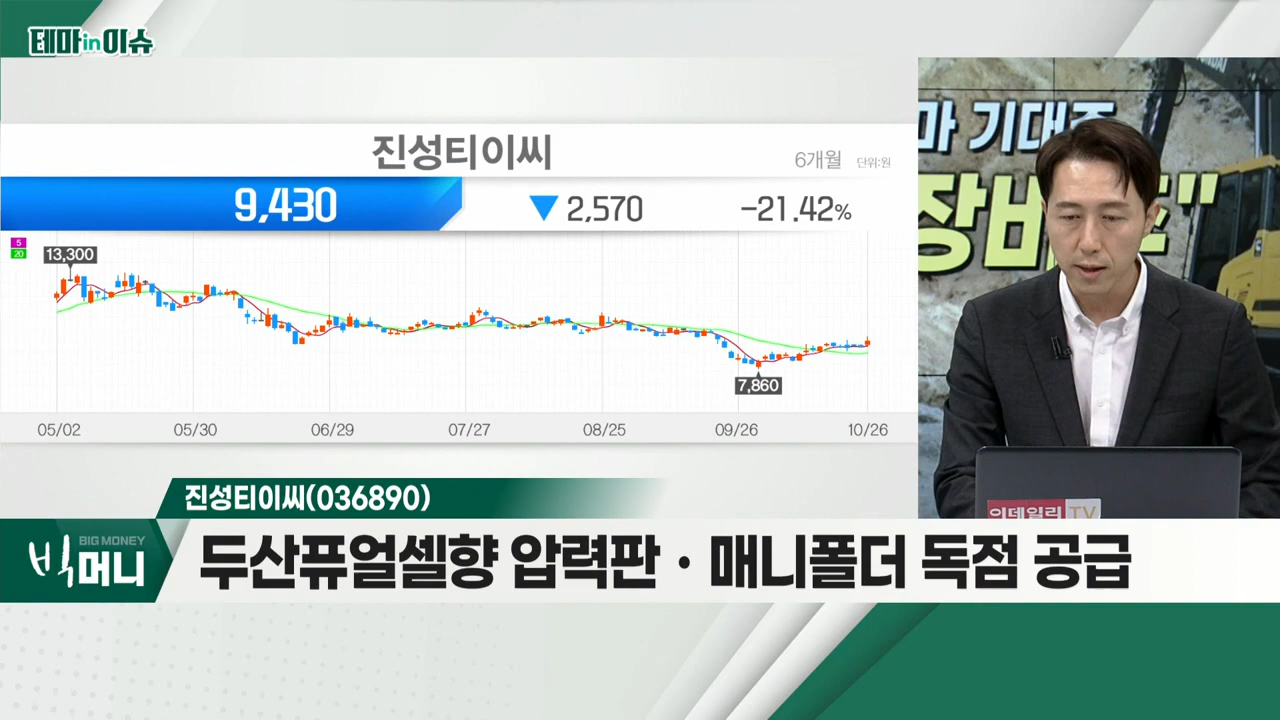 테마in이슈
진성티이씨
6개월 단위:원
9,430 ▼ 2,570 -21.42%
5
20
13,300
7,860
05/02 05/30 06/29 07/27 08/25 09/26 10/26
마 기대주
장비주"
이데일리TV
진성티이씨(036890)
BIG MONEY
빅머니
두산퓨얼셀향 압력판·매니폴더 독점 공급